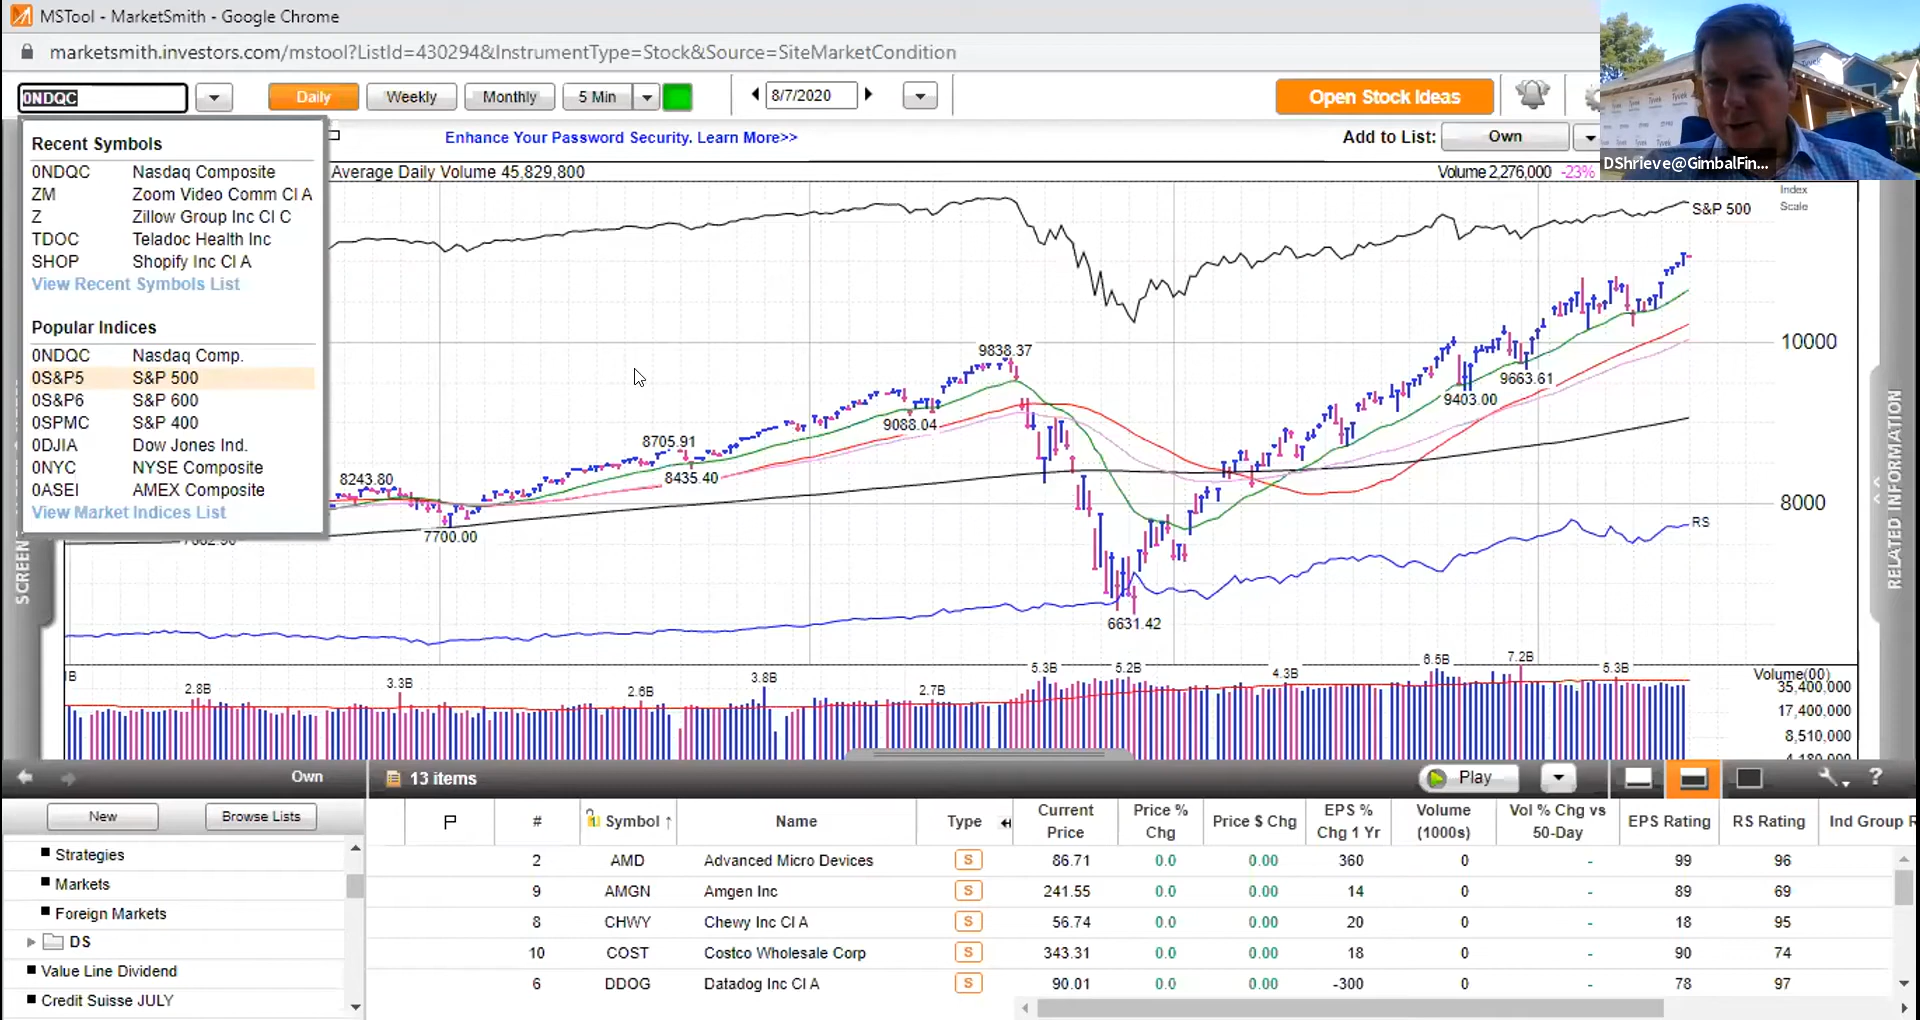 MSTool - MarketSmith - Google Chrome
marketsmith.investors.com/mstool?ListId=430294&InstrumentType=Stock&Source=SiteMarketCondition
0NDQC
Daily
Weekly
Monthly
5 Min
8/7/2020
Open Stock Ideas
Enhance Your Password Security. Learn More>>
Add to List:
Own
DShrieve@GimbalFin...
Recent Symbols
0NDQC Nasdaq Composite
ZM Zoom Video Comm Cl A
Z Zillow Group Inc Cl C
TDOC Teladoc Health Inc
SHOP Shopify Inc Cl A
View Recent Symbols List
Popular Indices
0NDQC Nasdaq Comp.
0S&P5 S&P 500
0S&P6 S&P 600
0SPMC S&P 400
0DJIA Dow Jones Ind.
0NYC NYSE Composite
0ASEI AMEX Composite
View Market Indices List
Average Daily Volume 45,829,800
Volume 2,276,000 -23%
Index
Scale
S&P 500
10000
8000
9838.37
9663.61
9403.00
9088.04
8705.91
8435.40
8243.80
7700.00
6631.42
RS
SCREEN
RELATED INFORMATION
2.8B
3.3B
2.6B
3.8B
2.7B
5.3B
5.2B
4.3B
6.5B
7.2B
5.3B
Volume(00)
35,400,000
17,400,000
8,510,000
Own
13 items
Play
?
New
Browse Lists
Strategies
Markets
Foreign Markets
DS
Value Line Dividend
Credit Suisse JULY
# Symbol ↑ Name Type Current Price Price % Chg Price $ Chg EPS % Chg 1 Yr Volume (1000s) Vol % Chg vs 50-Day EPS Rating RS Rating Ind Group R
2 AMD Advanced Micro Devices S 86.71 0.0 0.00 360 0 - 99 96
9 AMGN Amgen Inc S 241.55 0.0 0.00 14 0 - 89 69
8 CHWY Chewy Inc Cl A S 56.74 0.0 0.00 20 0 - 18 95
10 COST Costco Wholesale Corp S 343.31 0.0 0.00 18 0 - 90 74
6 DDOG Datadog Inc Cl A S 90.01 0.0 0.00 -300 0 - 78 97